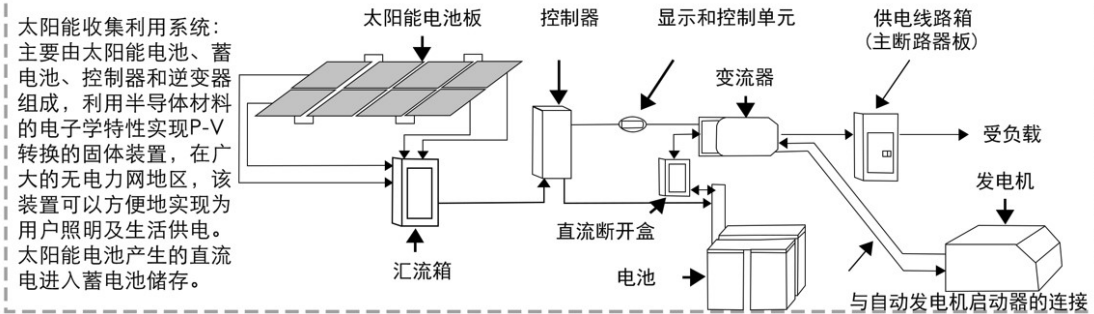 太阳能收集利用系统：
主要由太阳能电池、蓄
电池、控制器和逆变器
组成，利用半导体材料
的电子学特性实现P-V
转换的固体装置，在广
大的无电力网地区，该
装置可以方便地实现为
用户照明及生活供电。
太阳能电池产生的直流
电进入蓄电池储存。
太阳能电池板
控制器
显示和控制单元
供电线路箱
(主断路器板)
变流器
受负载
发电机
直流断开盒
汇流箱
电池
与自动发电机启动器的连接